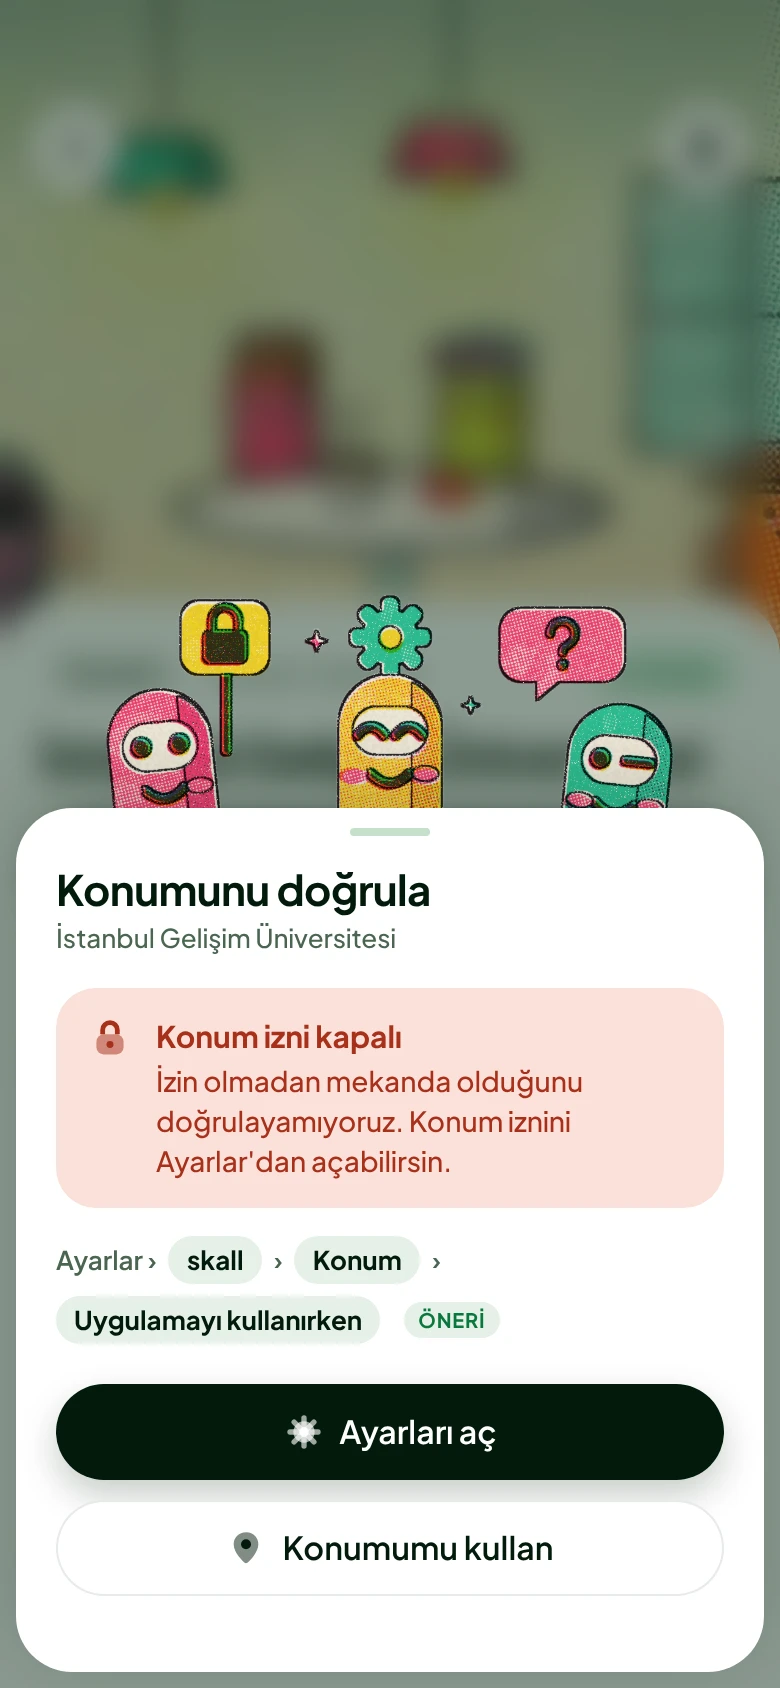 ?
Konumunu doğrula
İstanbul Gelişim Üniversitesi
Konum izni kapalı
İzin olmadan mekanda olduğunu
doğrulayamıyoruz. Konum iznini
Ayarlar'dan açabilirsin.
Ayarlar › skall › Konum ›
Uygulamayı kullanırken ÖNERİ
Ayarları aç
Konumumu kullan